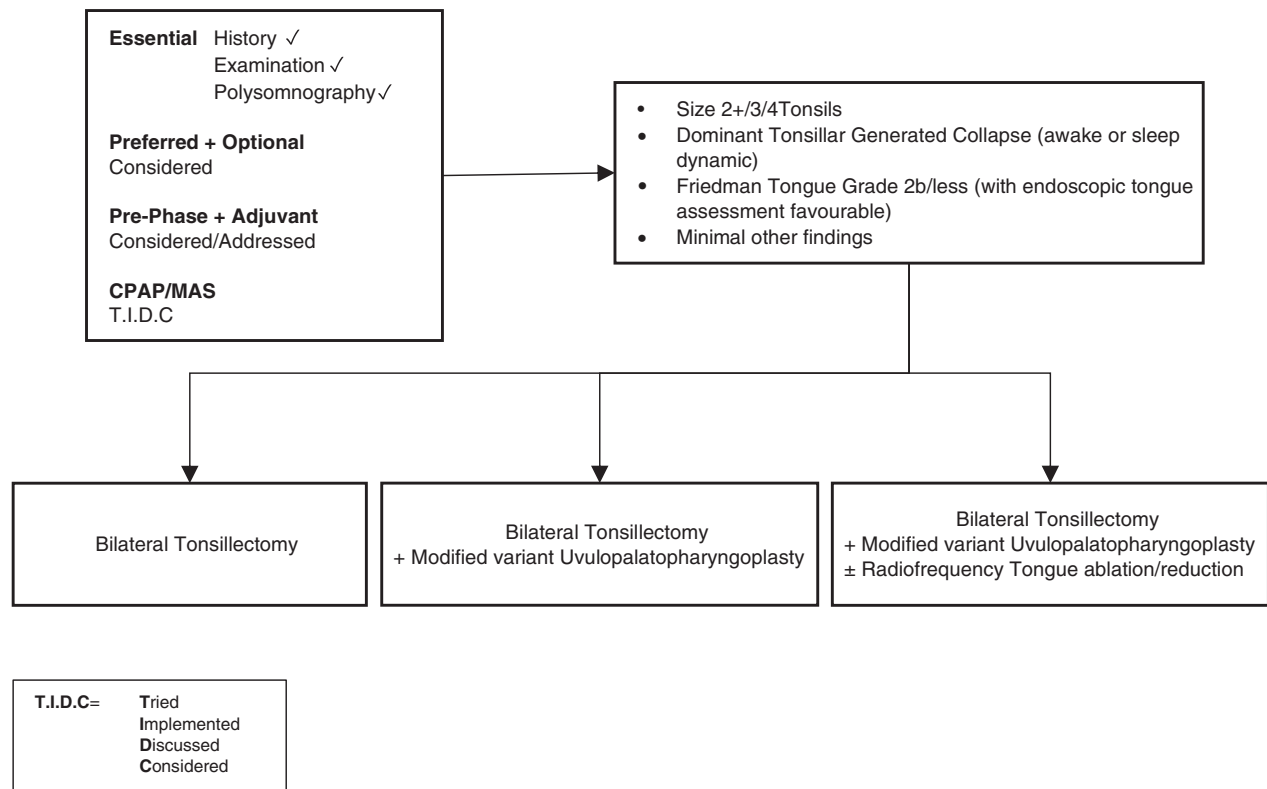 Essential History ✓
Examination ✓
Polysomnography ✓
Preferred + Optional
Considered
Pre-Phase + Adjuvant
Considered/Addressed
CPAP/MAS
T.I.D.C
• Size 2+/3/4Tonsils
• Dominant Tonsillar Generated Collapse (awake or sleep
dynamic)
• Friedman Tongue Grade 2b/less (with endoscopic tongue
assessment favourable)
• Minimal other findings
Bilateral Tonsillectomy
Bilateral Tonsillectomy
+ Modified variant Uvulopalatopharyngoplasty
Bilateral Tonsillectomy
+ Modified variant Uvulopalatopharyngoplasty
± Radiofrequency Tongue ablation/reduction
T.I.D.C= Tried
Implemented
Discussed
Considered